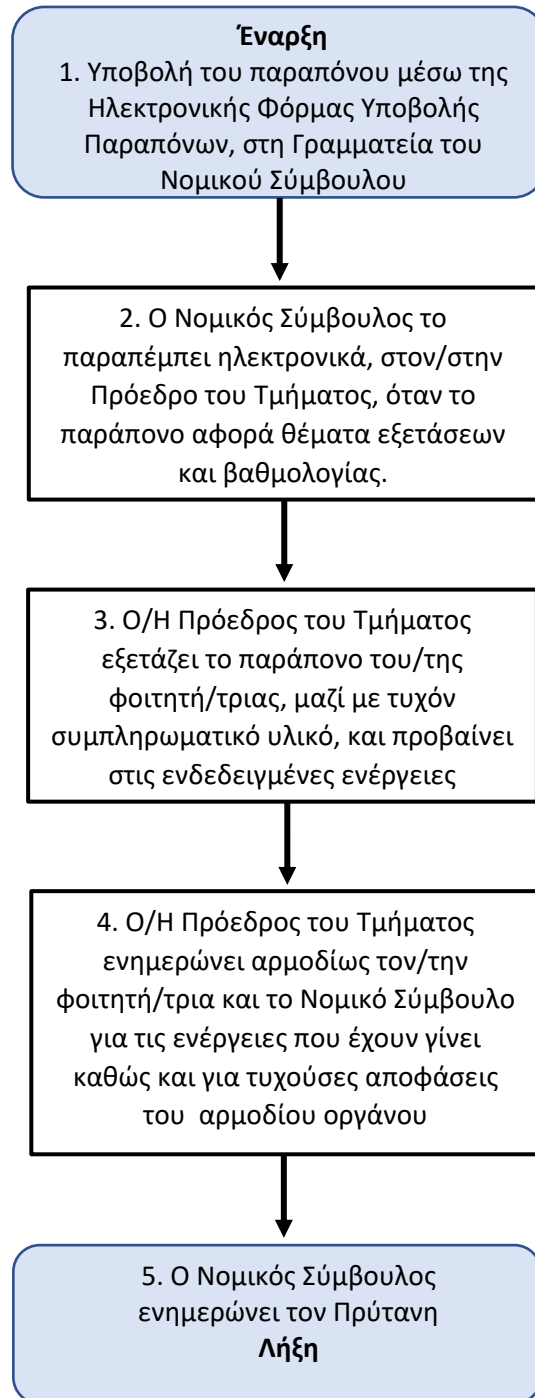 Έναρξη
1. Υποβολή του παραπόνου μέσω της
Ηλεκτρονικής Φόρμας Υποβολής
Παραπόνων, στη Γραμματεία του
Νομικού Σύμβουλου
2. Ο Νομικός Σύμβουλος το
παραπέμπει ηλεκτρονικά, στον/στην
Πρόεδρο του Τμήματος, όταν το
παράπονο αφορά θέματα εξετάσεων
και βαθμολογίας.
3. Ο/Η Πρόεδρος του Τμήματος
εξετάζει το παράπονο του/της
φοιτητή/τριας, μαζί με τυχόν
συμπληρωματικό υλικό, και προβαίνει
στις ενδεδειγμένες ενέργειες
4. Ο/Η Πρόεδρος του Τμήματος
ενημερώνει αρμοδίως τον/την
φοιτητή/τρια και το Νομικό Σύμβουλο
για τις ενέργειες που έχουν γίνει
καθώς και για τυχούσες αποφάσεις
του αρμοδίου οργάνου
5. Ο Νομικός Σύμβουλος
ενημερώνει τον Πρύτανη
Λήξη